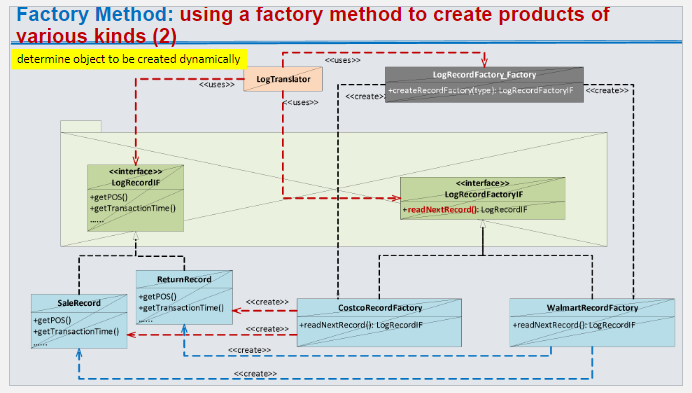 Factory Method: using a factory method to create products of
various kinds (2)
determine object to be created dynamically
<<uses>>
LogTranslator
<<uses>>
<<uses>>
LogRecordFactory_Factory
+createRecordFactory(type): LogRecordFactoryIF
<<create>>
<<create>>
<<interface>>
LogRecordIF
+getPOS()
+getTransactionTime()
......
<<interface>>
LogRecordFactoryIF
+readNextRecord(): LogRecordIF
SaleRecord
+getPOS()
+getTransactionTime()
......
ReturnRecord
+getPOS()
+getTransactionTime()
......
<<create>>
<<create>>
<<create>>
<<create>>
CostcoRecordFactory
+readNextRecord(): LogRecordIF
WalmartRecordFactory
+readNextRecord(): LogRecordIF